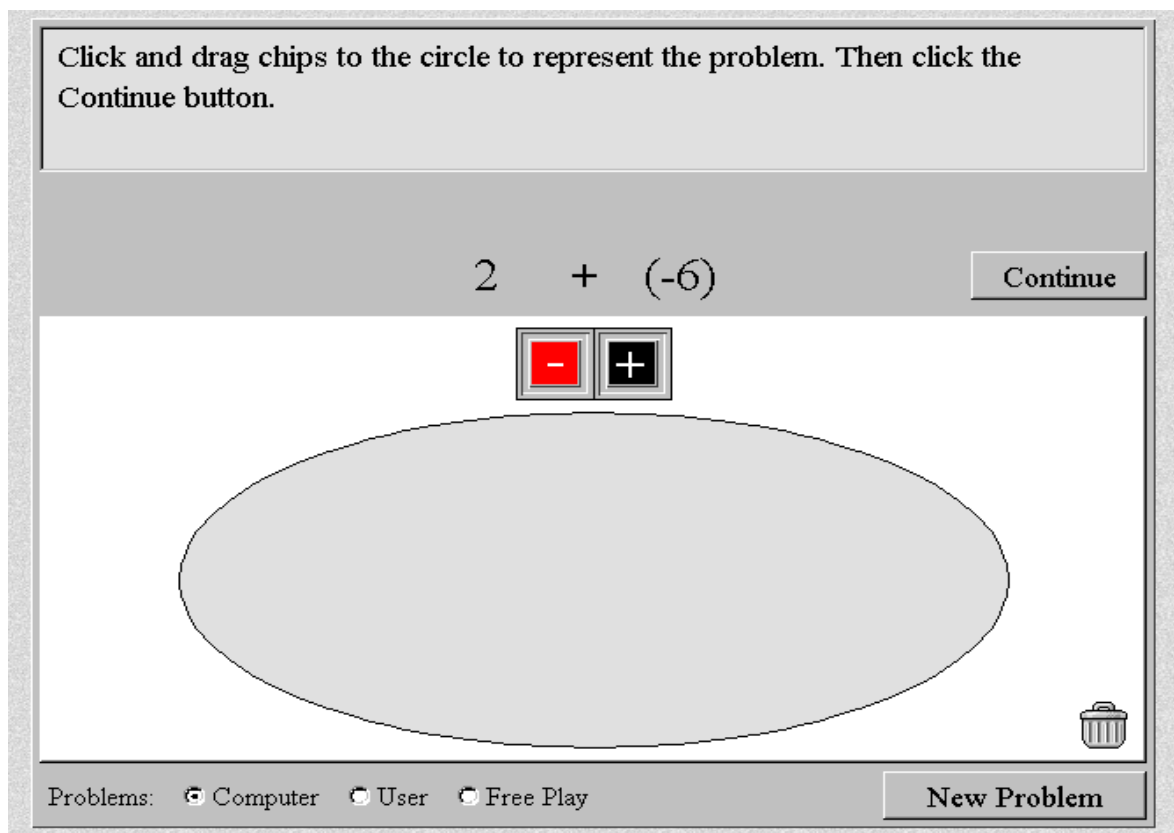 Click and drag chips to the circle to represent the problem. Then click the
Continue button.
2 + (-6)
Continue
- +
Problems: Computer User Free Play
New Problem